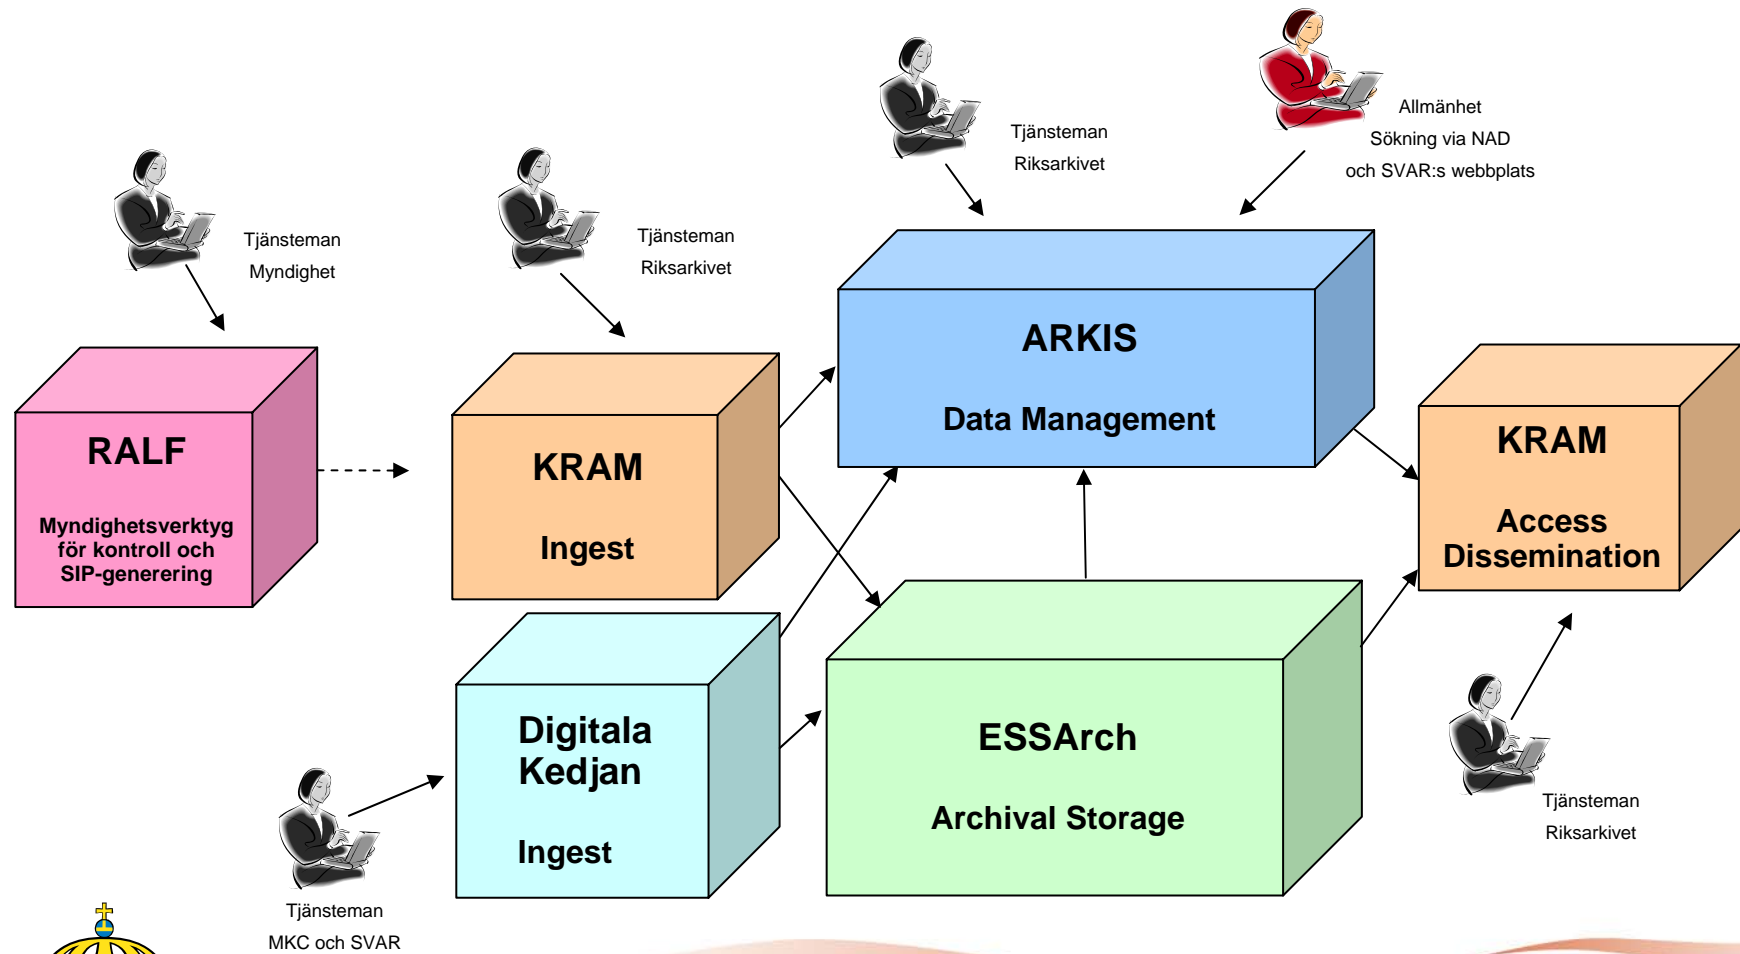 Allmänhet
Sökning via NAD
och SVAR:s webbplats
Tjänsteman
Riksarkivet
Tjänsteman
Myndighet
Tjänsteman
Riksarkivet
RALF
Myndighetsverktyg
för kontroll och
SIP-generering
KRAM
Ingest
ARKIS
Data Management
KRAM
Access
Dissemination
Digitala
Kedjan
Ingest
ESSArch
Archival Storage
Tjänsteman
Riksarkivet
Tjänsteman
MKC och SVAR